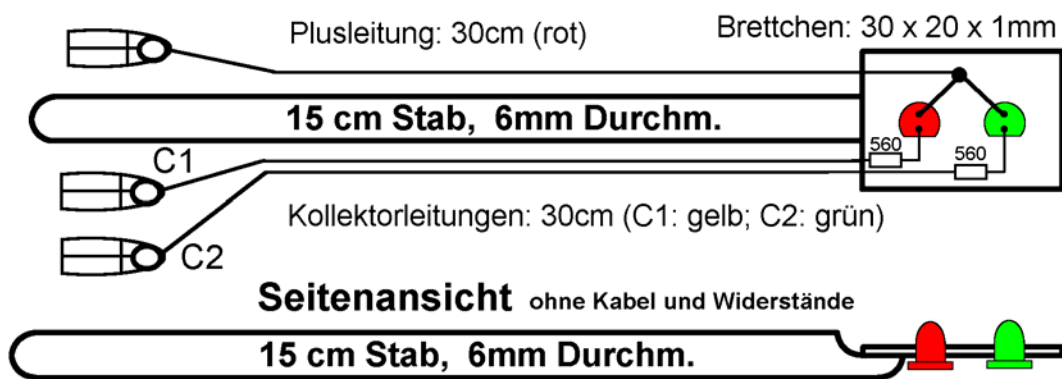 Plusleitung: 30cm (rot)
Brettchen: 30 x 20 x 1mm
15 cm Stab, 6mm Durchm.
C1
560
560
Kollektorleitungen: 30cm (C1: gelb; C2: grün)
C2
Seitenansicht ohne Kabel und Widerstände
15 cm Stab, 6mm Durchm.